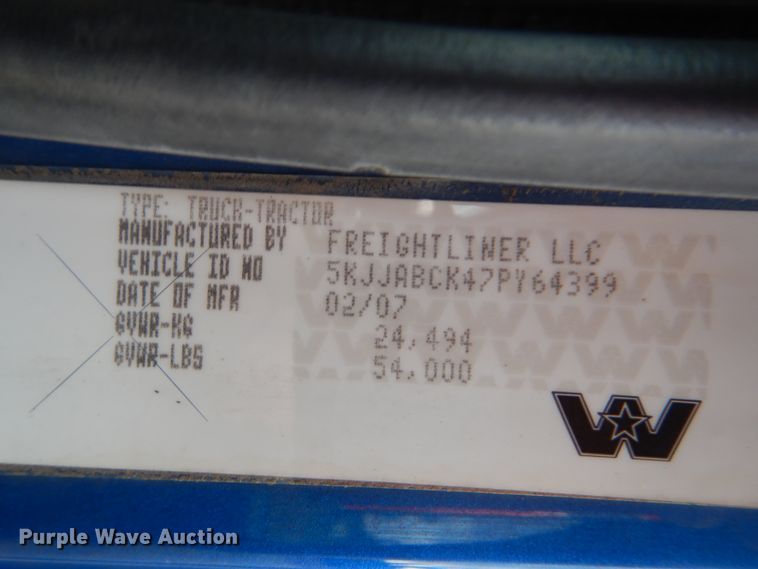 TYPE: TRUCK-TRACTOR
MANUFACTURED BY FREIGHTLINER LLC
VEHICLE ID NO 5KJJABCK47PY64399
DATE OF MFR 02/07
GVWR-KG 24,494
GVWR-LBS 54,000
Purple Wave Auction